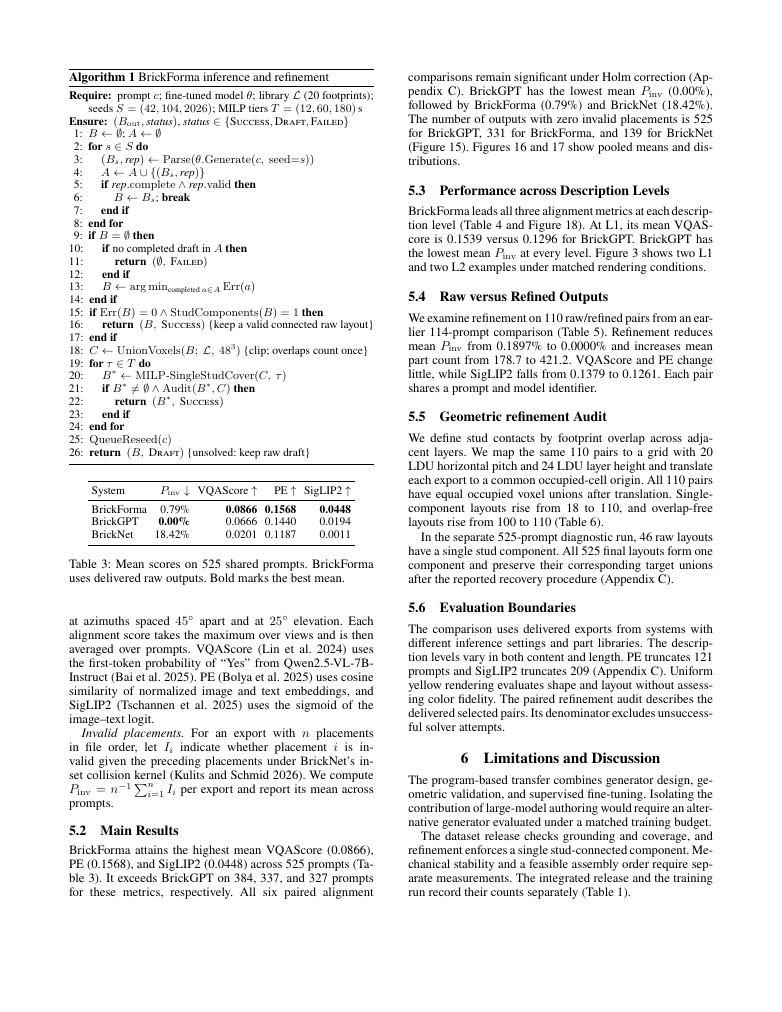 Algorithm 1 BrickForma inference and refinement
Require: prompt c; fine-tuned model θ; library L (20 footprints);
seeds S = (42, 104, 2026); MILP tiers T = (12, 60, 180) s
Ensure: (B_out, status), status ∈ {SUCCESS, DRAFT, FAILED}
1: B ← ∅; A ← ∅
2: for s ∈ S do
3: (B_s, rep) ← Parse(θ.Generate(c, seed=s))
4: A ← A ∪ {(B_s, rep)}
5: if rep.complete ∧ rep.valid then
6: B ← B_s; break
7: end if
8: end for
9: if B = ∅ then
10: if no completed draft in A then
11: return (∅, FAILED)
12: end if
13: B ← arg min_{completed a∈A} Err(a)
14: end if
15: if Err(B) = 0 ∧ StudComponents(B) = 1 then
16: return (B, SUCCESS) {keep a valid connected raw layout}
17: end if
18: C ← UnionVoxels(B; L, 48³) {clip; overlaps count once}
19: for τ ∈ T do
20: B* ← MILP-SingleStudCover(C, τ)
21: if B* ≠ ∅ ∧ Audit(B*, C) then
22: return (B*, SUCCESS)
23: end if
24: end for
25: QueueReseed(c)
26: return (B, DRAFT) {unsolved: keep raw draft}
System P_inv ↓ VQAScore ↑ PE ↑ SigLIP2 ↑
BrickForma 0.79% 0.0866 0.1568 0.0448
BrickGPT 0.00% 0.0666 0.1440 0.0194
BrickNet 18.42% 0.0201 0.1187 0.0011
Table 3: Mean scores on 525 shared prompts. BrickForma
uses delivered raw outputs. Bold marks the best mean.
at azimuths spaced 45° apart and at 25° elevation. Each
alignment score takes the maximum over views and is then
averaged over prompts. VQAScore (Lin et al. 2024) uses
the first-token probability of “Yes” from Qwen2.5-VL-7B-
Instruct (Bai et al. 2025). PE (Bolya et al. 2025) uses cosine
similarity of normalized image and text embeddings, and
SigLIP2 (Tschannen et al. 2025) uses the sigmoid of the
image–text logit.
Invalid placements. For an export with n placements
in file order, let I_i indicate whether placement i is in-
valid given the preceding placements under BrickNet's in-
set collision kernel (Kulits and Schmid 2026). We compute
P_inv = n⁻¹ ∑ⁿ_{i=1} I_i per export and report its mean across
prompts.
5.2 Main Results
BrickForma attains the highest mean VQAScore (0.0866),
PE (0.1568), and SigLIP2 (0.0448) across 525 prompts (Ta-
ble 3). It exceeds BrickGPT on 384, 337, and 327 prompts
for these metrics, respectively. All six paired alignment
comparisons remain significant under Holm correction (Ap-
pendix C). BrickGPT has the lowest mean P_inv (0.00%),
followed by BrickForma (0.79%) and BrickNet (18.42%).
The number of outputs with zero invalid placements is 525
for BrickGPT, 331 for BrickForma, and 139 for BrickNet
(Figure 15). Figures 16 and 17 show pooled means and dis-
tributions.
5.3 Performance across Description Levels
BrickForma leads all three alignment metrics at each descrip-
tion level (Table 4 and Figure 18). At L1, its mean VQAS-
core is 0.1539 versus 0.1296 for BrickGPT. BrickGPT has
the lowest mean P_inv at every level. Figure 3 shows two L1
and two L2 examples under matched rendering conditions.
5.4 Raw versus Refined Outputs
We examine refinement on 110 raw/refined pairs from an ear-
lier 114-prompt comparison (Table 5). Refinement reduces
mean P_inv from 0.1897% to 0.0000% and increases mean
part count from 178.7 to 421.2. VQAScore and PE change
little, while SigLIP2 falls from 0.1379 to 0.1261. Each pair
shares a prompt and model identifier.
5.5 Geometric refinement Audit
We define stud contacts by footprint overlap across adja-
cent layers. We map the same 110 pairs to a grid with 20
LDU horizontal pitch and 24 LDU layer height and translate
each export to a common occupied-cell origin. All 110 pairs
have equal occupied voxel unions after translation. Single-
component layouts rise from 18 to 110, and overlap-free
layouts rise from 100 to 110 (Table 6).
In the separate 525-prompt diagnostic run, 46 raw layouts
have a single stud component. All 525 final layouts form one
component and preserve their corresponding target unions
after the reported recovery procedure (Appendix C).
5.6 Evaluation Boundaries
The comparison uses delivered exports from systems with
different inference settings and part libraries. The descrip-
tion levels vary in both content and length. PE truncates 121
prompts and SigLIP2 truncates 209 (Appendix C). Uniform
yellow rendering evaluates shape and layout without assess-
ing color fidelity. The paired refinement audit describes the
delivered selected pairs. Its denominator excludes unsuccess-
ful solver attempts.
6 Limitations and Discussion
The program-based transfer combines generator design, ge-
ometric validation, and supervised fine-tuning. Isolating the
contribution of large-model authoring would require an alter-
native generator evaluated under a matched training budget.
The dataset release checks grounding and coverage, and
refinement enforces a single stud-connected component. Me-
chanical stability and a feasible assembly order require sep-
arate measurements. The integrated release and the training
run record their counts separately (Table 1).